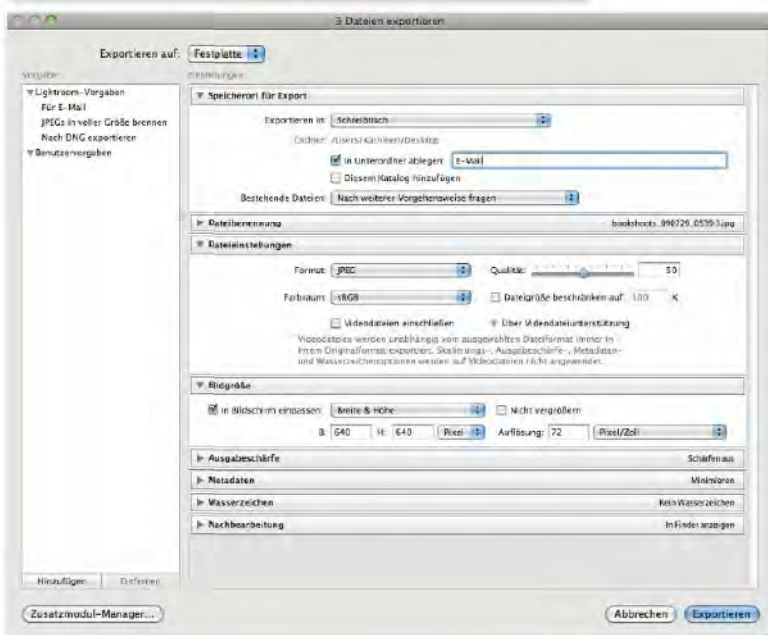 3 Dateien exportieren
Exportieren auf: Festplatte
Vorgabe:
Einstellungen:
Lightroom-Vorgaben
Für E-Mail
JPEGs in voller Größe brennen
Nach DNG exportieren
Benutzervorgaben
Speicherort für Export
Exportieren in: Schreibtisch
Ordner: /Users/Kathleen/Desktop
In Unterordner ablegen: E-Mail
Diesem Katalog hinzufügen
Bestehende Dateien: Nach weiterer Vorgehensweise fragen
Dateibenennung
Dateieinstellungen
Format: JPEG Qualität: 50
Farbraum: sRGB Dateigröße beschränken auf: 100 K
Videodateien einschließen Über Videodateiunterstützung
Videodateien werden unabhängig vom ausgewählten Dateiformat immer in
ihrem Originalformat exportiert. Skalierungs-, Ausgabeschärfe-, Metadaten-
und Wasserzeichenoptionen werden auf Videodateien nicht angewendet.
Bildgröße
In Bildschirm einpassen: Breite & Höhe Nicht vergrößern
B: 640 H: 640 Pixel Auflösung: 72 Pixel/Zoll
Ausgabeschärfe Schärfen aus
Metadaten Minimieren
Wasserzeichen Kein Wasserzeichen
Nachbearbeitung In Finder anzeigen
Hinzufügen Entfernen
Zusatzmodul-Manager... Abbrechen Exportieren